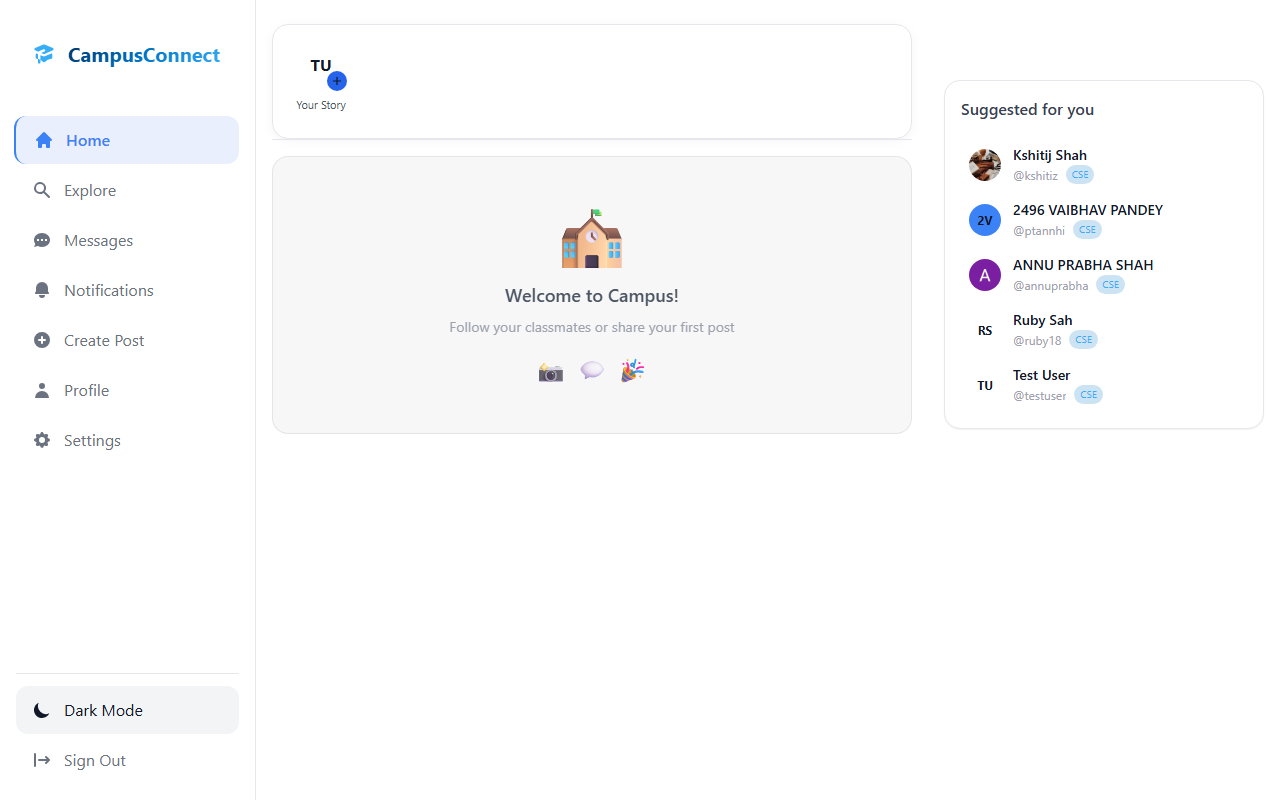 CampusConnect
Home
Explore
Messages
Notifications
Create Post
Profile
Settings
Dark Mode
Sign Out
TU
Your Story
Welcome to Campus!
Follow your classmates or share your first post
Suggested for you
Kshitij Shah
@kshitiz CSE
2V
2496 VAIBHAV PANDEY
@ptannhi CSE
A
ANNU PRABHA SHAH
@annuprabha CSE
RS
Ruby Sah
@ruby18 CSE
TU
Test User
@testuser CSE